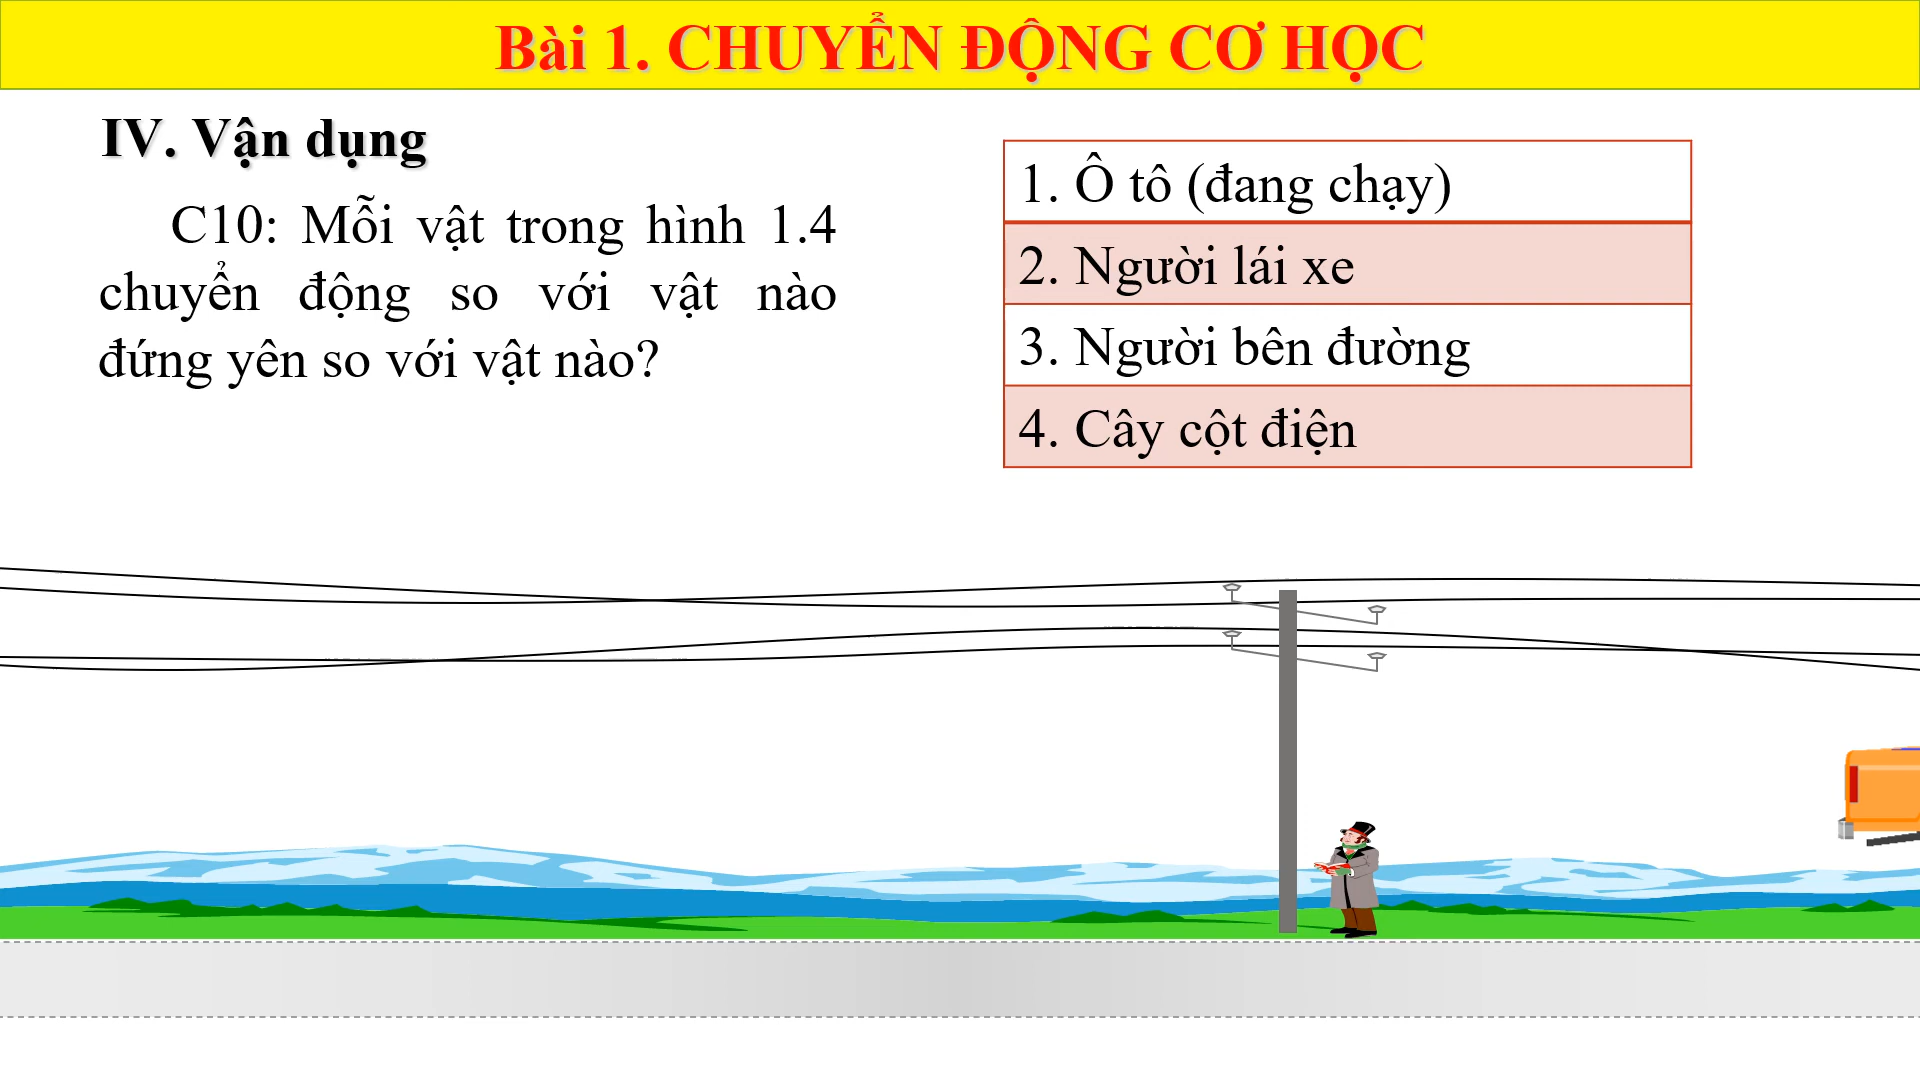 Bài 1. CHUYỂN ĐỘNG CƠ HỌC
IV. Vận dụng
C10: Mỗi vật trong hình 1.4
chuyển động so với vật nào
đứng yên so với vật nào?
1. Ô tô (đang chạy)
2. Người lái xe
3. Người bên đường
4. Cây cột điện